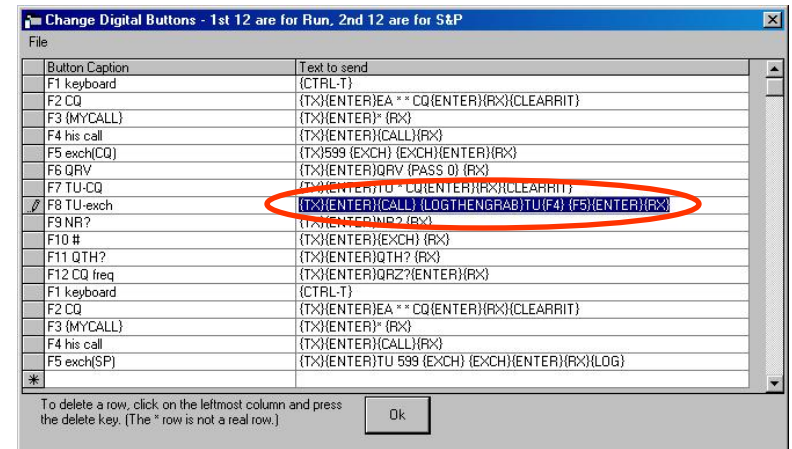 Change Digital Buttons - 1st 12 are for Run, 2nd 12 are for S&P
File
Button Caption Text to send
F1 keyboard {CTRL-T}
F2 CQ {TX}{ENTER}EA * * CQ{ENTER}{RX}{CLEARRIT}
F3 {MYCALL} {TX}{ENTER}* {RX}
F4 his call {TX}{ENTER}{CALL}{RX}
F5 exch(CQ) {TX}599 {EXCH} {EXCH}{ENTER}{RX}
F6 QRV {TX}{ENTER}QRV {PASS 0} {RX}
F7 TU-CQ {TX}{ENTER}TU * CQ{ENTER}{RX}{CLEARRIT}
F8 TU-exch {TX}{ENTER}{CALL} {LOGTHENGRAB}TU{F4} {F5}{ENTER}{RX}
F9 NR? {TX}{ENTER}NR? {RX}
F10 # {TX}{ENTER}{EXCH} {RX}
F11 QTH? {TX}{ENTER}QTH? {RX}
F12 CQ freq {TX}{ENTER}QRZ?{ENTER}{RX}
F1 keyboard {CTRL-T}
F2 CQ {TX}{ENTER}EA * * CQ{ENTER}{RX}{CLEARRIT}
F3 {MYCALL} {TX}{ENTER}* {RX}
F4 his call {TX}{ENTER}{CALL}{RX}
F5 exch(SP) {TX}{ENTER}TU 599 {EXCH} {EXCH}{ENTER}{RX}{LOG}
*
To delete a row, click on the leftmost column and press
the delete key. (The * row is not a real row.)
Ok